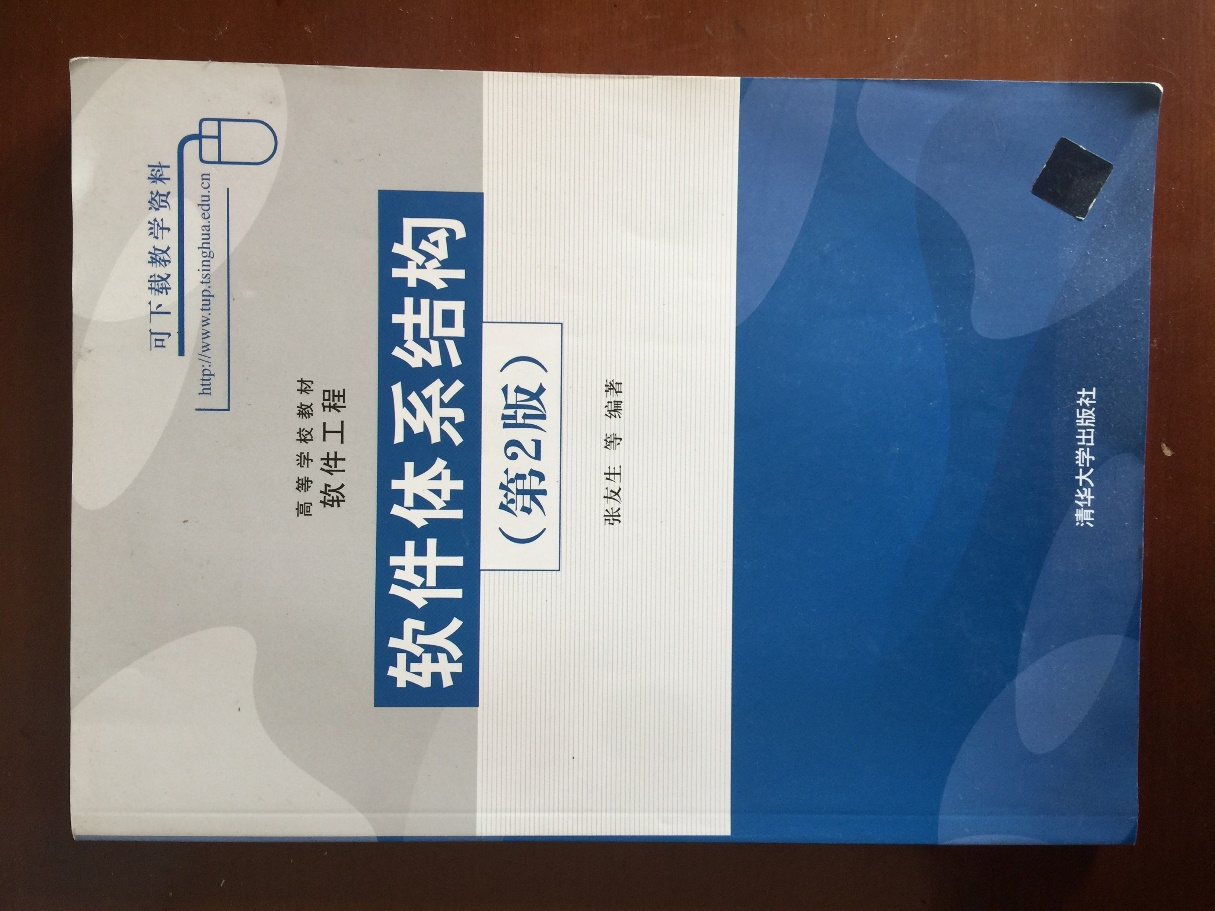 可下载教学资料
http://www.tup.tsinghua.edu.cn
高等学校教材
软件工程
软件体系结构
（第2版）
张友生 等 编著
清华大学出版社